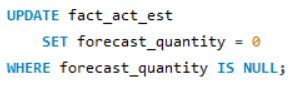 UPDATE fact_act_est
SET forecast_quantity = 0
WHERE forecast_quantity IS NULL;